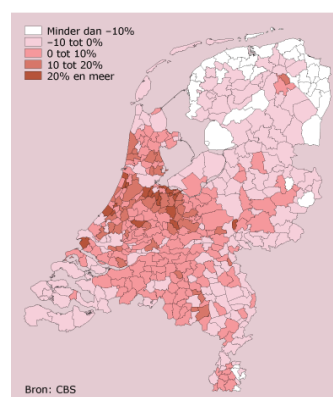 Minder dan –10%
–10 tot 0%
0 tot 10%
10 tot 20%
20% en meer
Bron: CBS